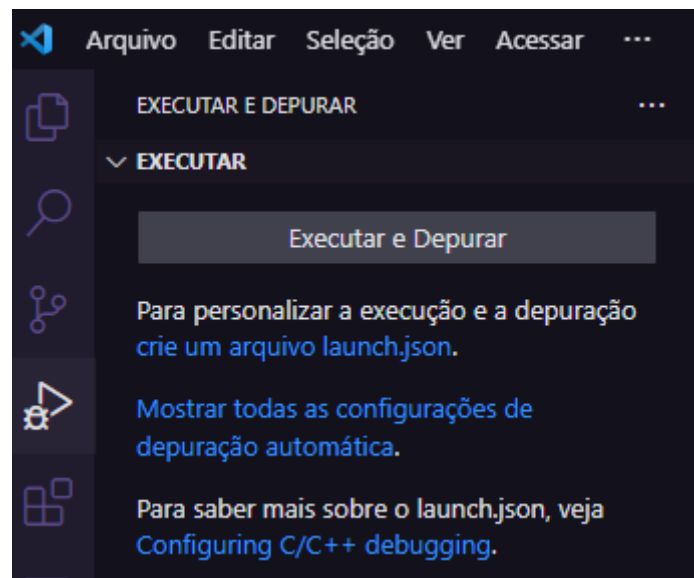 Arquivo Editar Seleção Ver Acessar ...
EXECUTAR E DEPURAR ...
EXECUTAR
Executar e Depurar
Para personalizar a execução e a depuração
crie um arquivo launch.json.
Mostrar todas as configurações de
depuração automática.
Para saber mais sobre o launch.json, veja
Configuring C/C++ debugging.